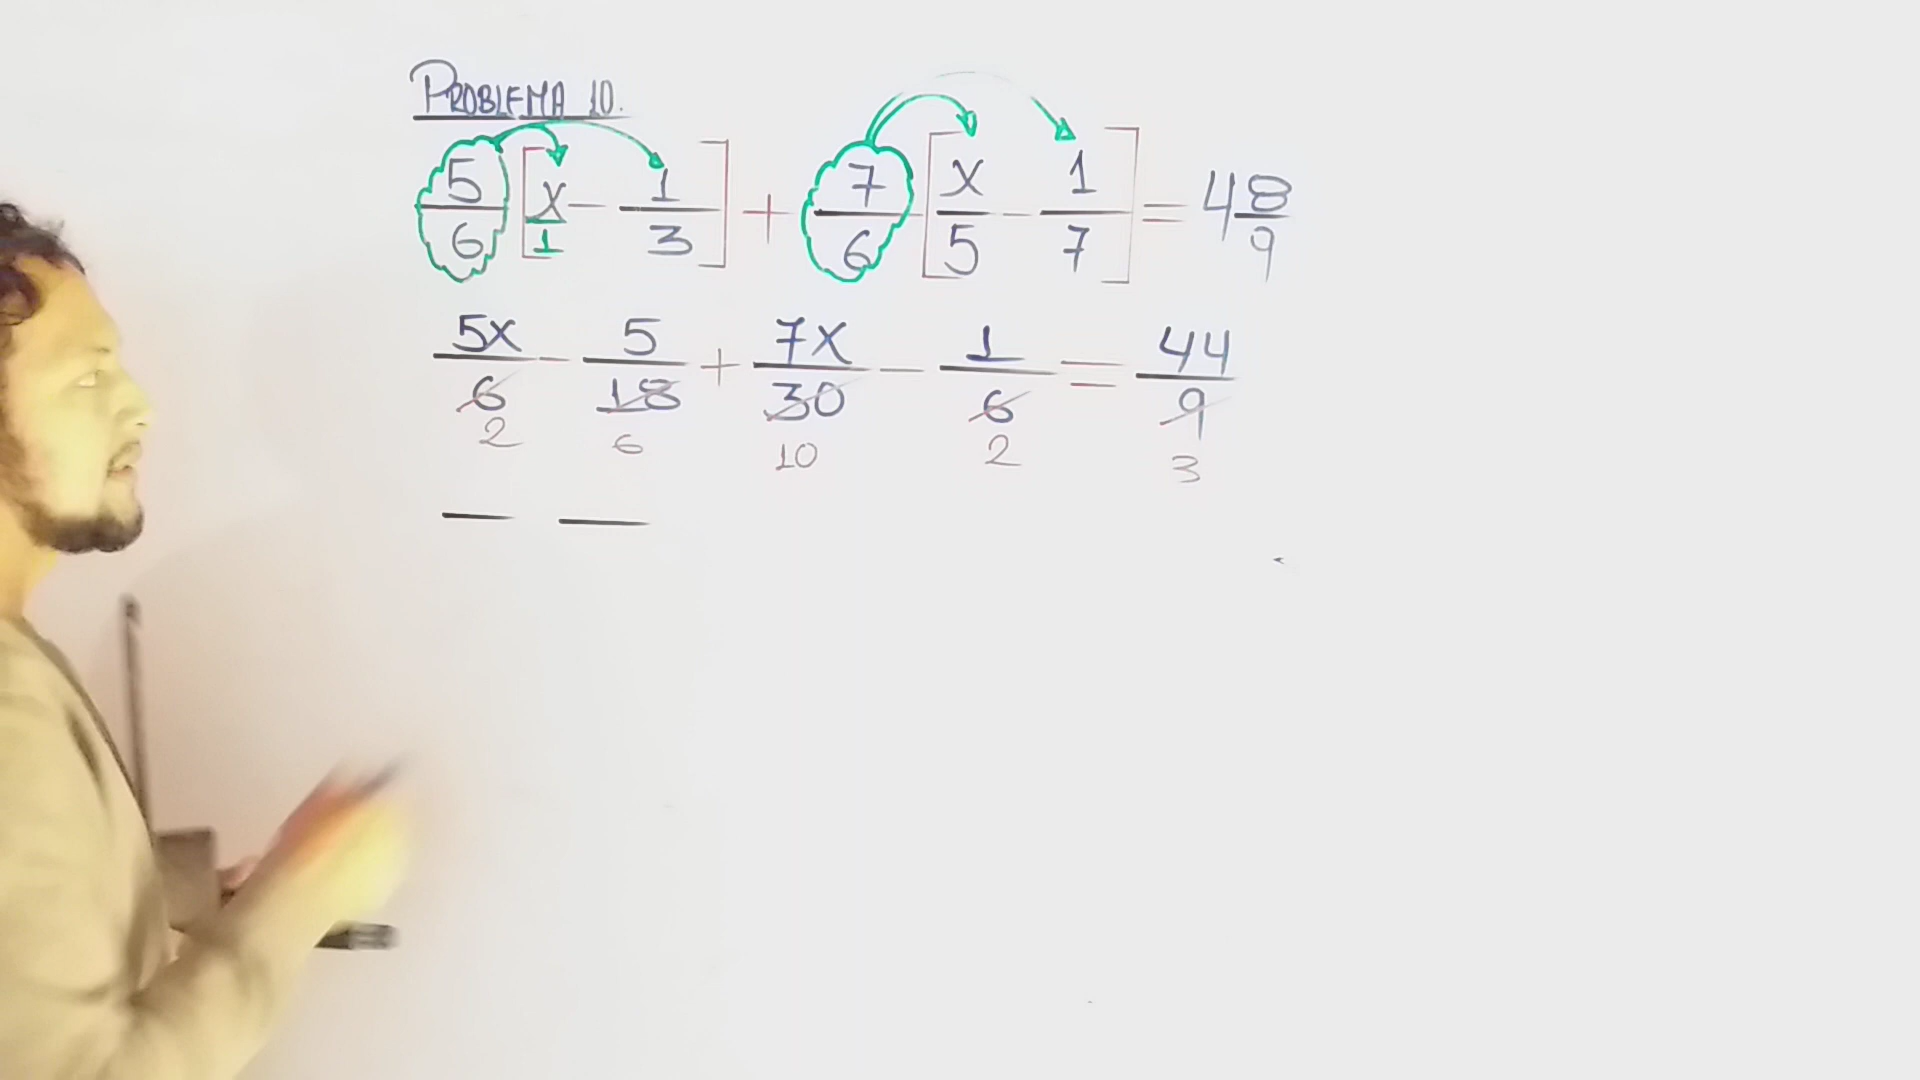 PROBLEMA 10.
5/6 [x/1 - 1/3] + 7/6 [x/5 - 1/7] = 4 8/9
5x/6 - 5/18 + 7x/30 - 1/6 = 44/9
2 6 10 2 3